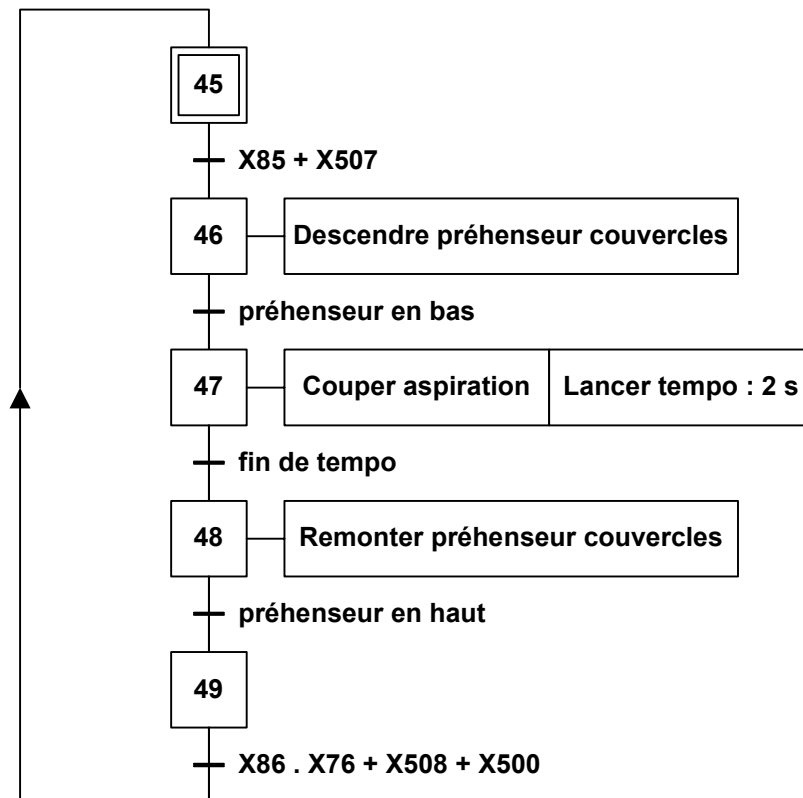 45
X85 + X507
46 Descendre préhenseur couvercles
préhenseur en bas
47 Couper aspiration Lancer tempo : 2 s
fin de tempo
48 Remonter préhenseur couvercles
préhenseur en haut
49
X86 . X76 + X508 + X500